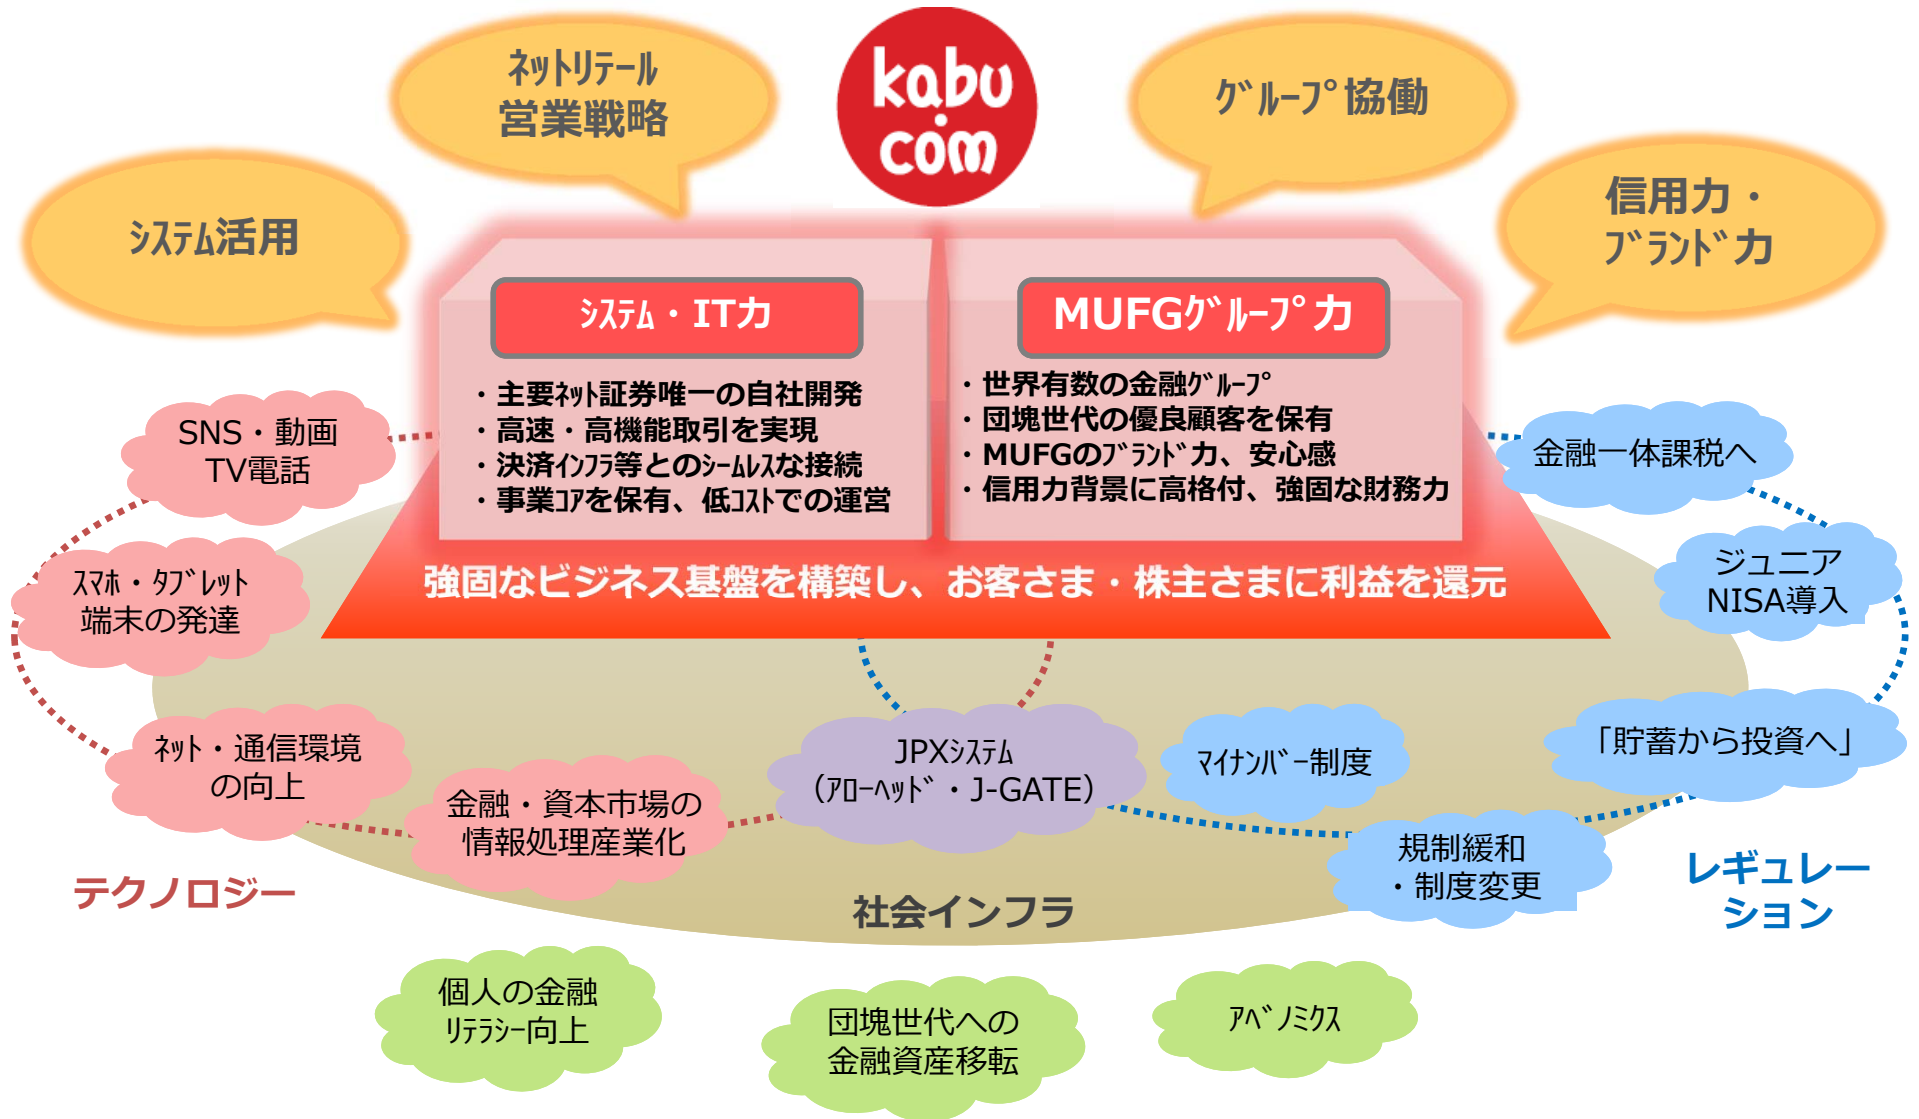 ﾈｯﾄﾘﾃｰﾙ
営業戦略
kabu
.com
ｸﾞﾙｰﾌﾟ協働
ｼｽﾃﾑ活用
信用力・
ﾌﾞﾗﾝﾄﾞ力
ｼｽﾃﾑ・IT力
・主要ﾈｯﾄ証券唯一の自社開発
・高速・高機能取引を実現
・決済ｲﾝﾌﾗ等とのｼｰﾑﾚｽな接続
・事業ｺｱを保有、低ｺｽﾄでの運営
MUFGｸﾞﾙｰﾌﾟ力
・世界有数の金融ｸﾞﾙｰﾌﾟ
・団塊世代の優良顧客を保有
・MUFGのﾌﾞﾗﾝﾄﾞ力、安心感
・信用力背景に高格付、強固な財務力
強固なビジネス基盤を構築し、お客さま・株主さまに利益を還元
SNS・動画
TV電話
ｽﾏﾎ・ﾀﾌﾞﾚｯﾄ
端末の発達
ﾈｯﾄ・通信環境
の向上
金融・資本市場の
情報処理産業化
テクノロジー
JPXｼｽﾃﾑ
（ｱﾛｰﾍｯﾄﾞ・J-GATE）
社会インフラ
金融一体課税へ
ジュニア
NISA導入
「貯蓄から投資へ」
ﾏｲﾅﾝﾊﾞｰ制度
規制緩和
・制度変更
レギュレー
ション
個人の金融
ﾘﾃﾗｼｰ向上
団塊世代への
金融資産移転
ｱﾍﾞﾉﾐｸｽ